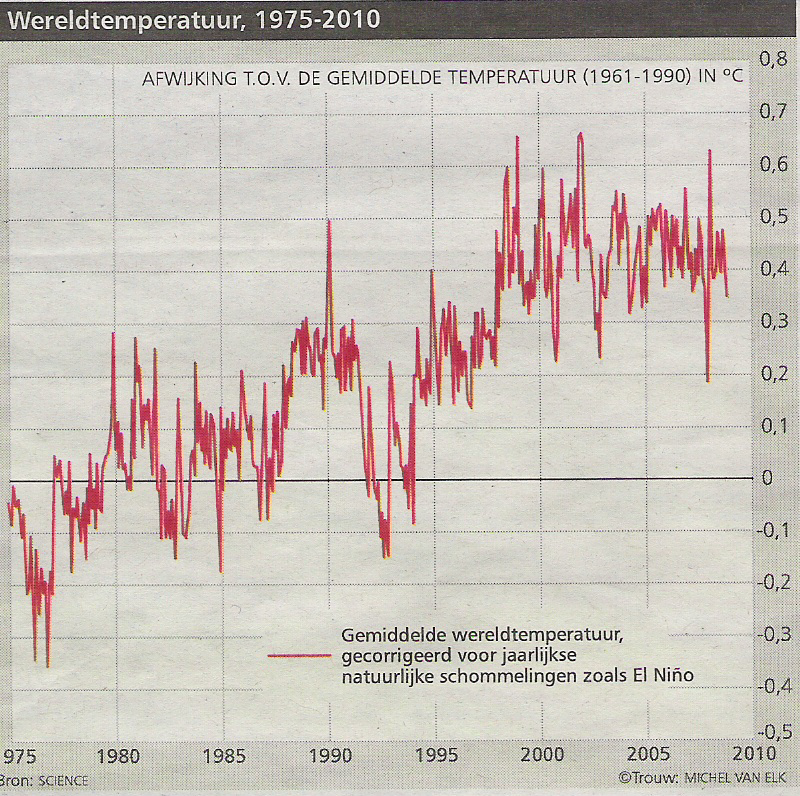 Wereldtemperatuur, 1975-2010
AFWIJKING T.O.V. DE GEMIDDELDE TEMPERATUUR (1961-1990) IN ºC
0,8
0,7
0,6
0,5
0,4
0,3
0,2
0,1
0
-0,1
-0,2
-0,3
-0,4
-0,5
Gemiddelde wereldtemperatuur,
gecorrigeerd voor jaarlijkse
natuurlijke schommelingen zoals El Niño
975 1980 1985 1990 1995 2000 2005 2010
Bron: SCIENCE ©Trouw: MICHEL VAN ELK